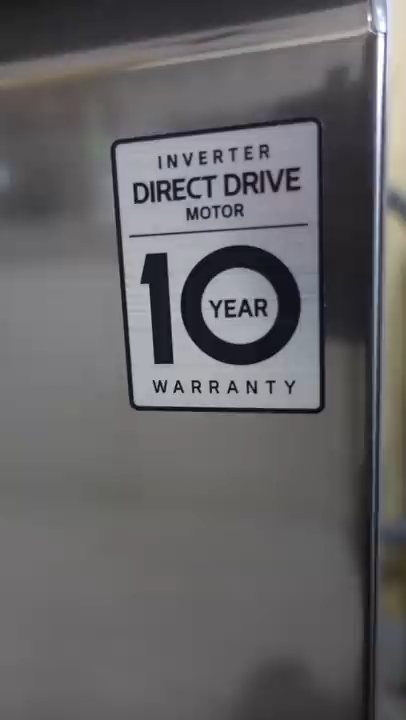 INVERTER
DIRECT DRIVE
MOTOR
10 YEAR
WARRANTY